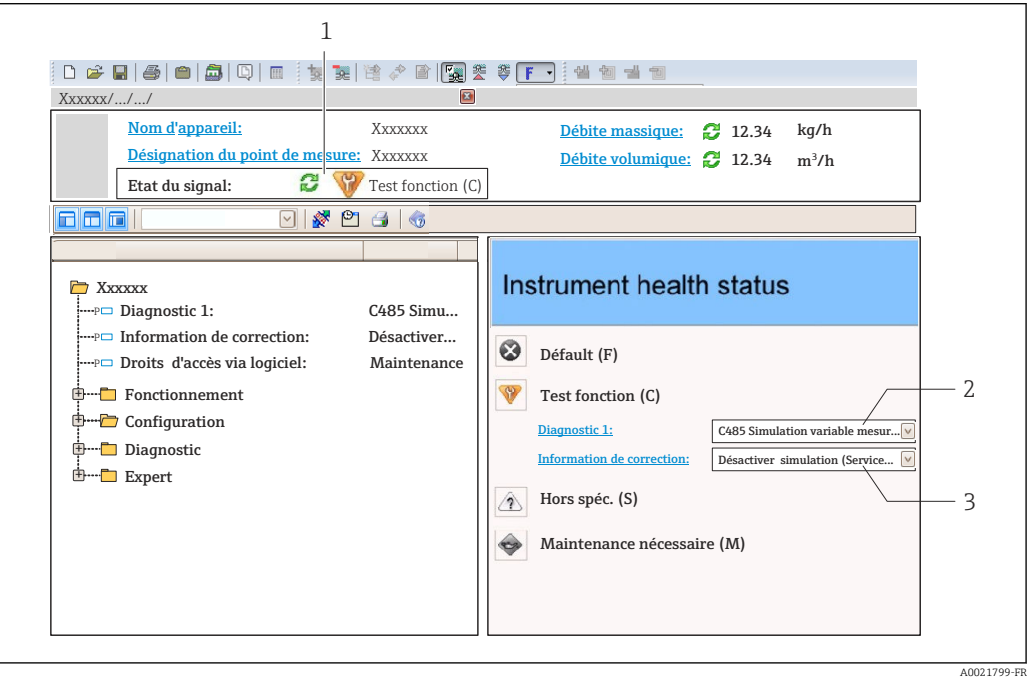 1
F
Xxxxxx/.../.../
Nom d'appareil: Xxxxxxx Débite massique: 12.34 kg/h
Désignation du point de mesure: Xxxxxxx Débite volumique: 12.34 m³/h
Etat du signal: Test fonction (C)
Instrument health status
Xxxxxx
P Diagnostic 1: C485 Simu...
P Information de correction: Désactiver...
P Droits d'accès via logiciel: Maintenance
Fonctionnement
Configuration
Diagnostic
Expert
Défault (F)
Test fonction (C)
2
Diagnostic 1: C485 Simulation variable mesur...
Information de correction: Désactiver simulation (Service...
3
Hors spéc. (S)
Maintenance nécessaire (M)
A0021799-FR